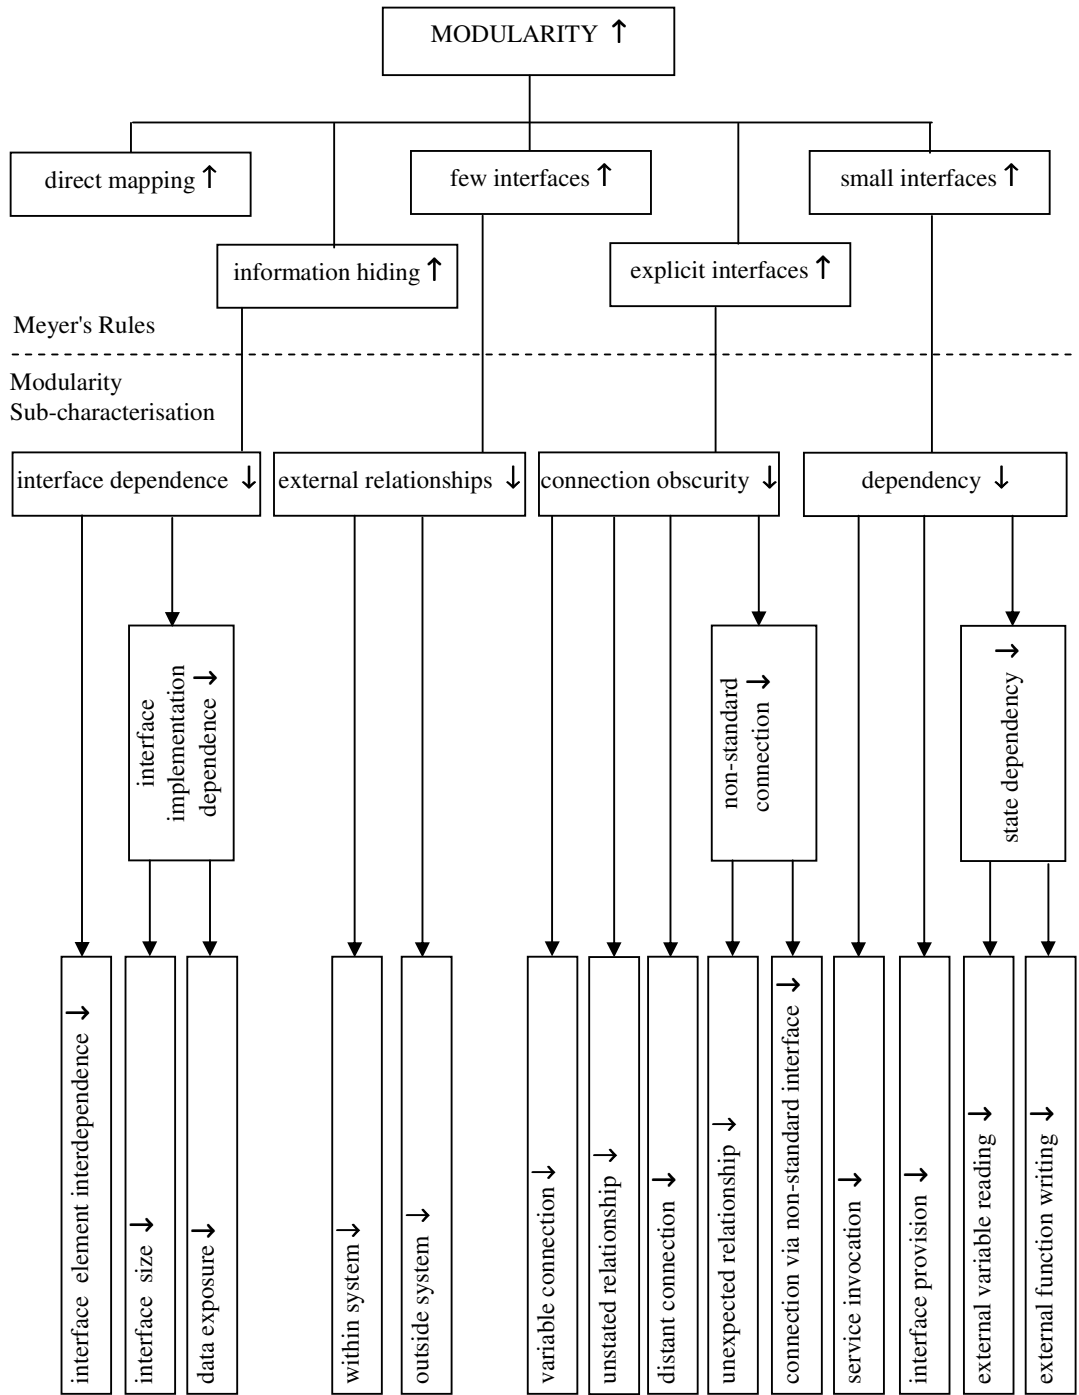 MODULARITY ↑
direct mapping ↑
few interfaces ↑
small interfaces ↑
information hiding ↑
explicit interfaces ↑
Meyer's Rules
Modularity
Sub-characterisation
interface dependence ↓
external relationships ↓
connection obscurity ↓
dependency ↓
interface
implementation
dependence →
non-standard
connection →
state dependency →
interface element interdependence →
interface size →
data exposure →
within system →
outside system →
variable connection →
unstated relationship →
distant connection →
unexpected relationship →
connection via non-standard interface →
service invocation →
interface provision →
external variable reading →
external function writing →